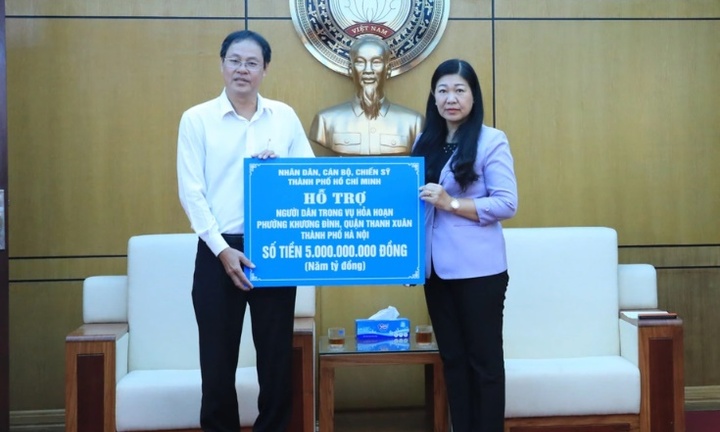 VIỆT NAM
NHÂN DÂN, CÁN BỘ, CHIẾN SỸ
THÀNH PHỐ HỒ CHÍ MINH
HỖ TRỢ
NGƯỜI DÂN TRONG VỤ HỎA HOẠN
PHƯỜNG KHƯƠNG ĐÌNH, QUẬN THANH XUÂN
THÀNH PHỐ HÀ NỘI
SỐ TIỀN 5.000.000.000 ĐỒNG
(Năm tỷ đồng)